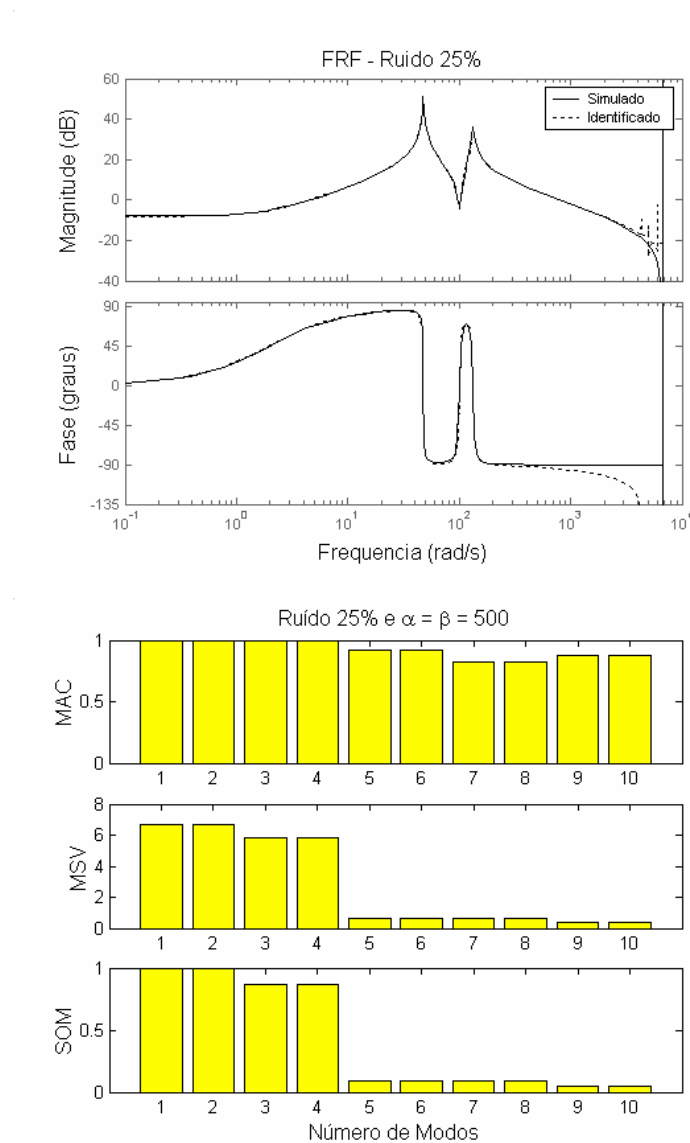 FRF - Ruido 25%
60
40
20
0
-20
-40
Magnitude (dB)
Simulado
Identificado
90
45
0
-45
-90
-135
Fase (graus)
10^-1 10^0 10^1 10^2 10^3 10^4
Frequencia (rad/s)
Ruído 25% e α = β = 500
1
0.5
0
MAC
1 2 3 4 5 6 7 8 9 10
8
6
4
2
0
MSV
1 2 3 4 5 6 7 8 9 10
1
0.5
0
SOM
1 2 3 4 5 6 7 8 9 10
Número de Modos